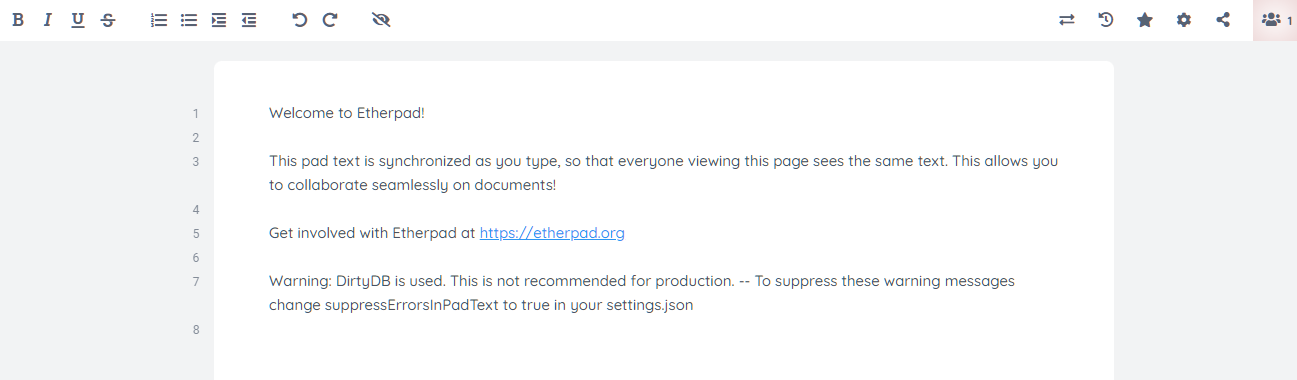 B I U S 1
1 Welcome to Etherpad!
2
3 This pad text is synchronized as you type, so that everyone viewing this page sees the same text. This allows you
to collaborate seamlessly on documents!
4
5 Get involved with Etherpad at https://etherpad.org
6
7 Warning: DirtyDB is used. This is not recommended for production. -- To suppress these warning messages
change suppressErrorsInPadText to true in your settings.json
8